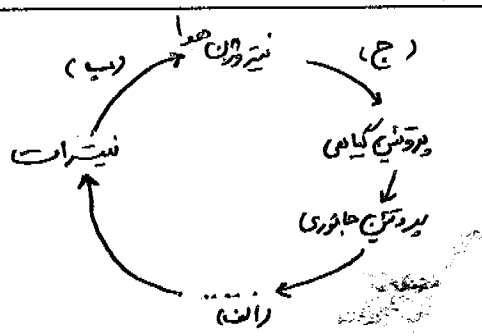 نیتروژن هوا
(ج)
(ب)
پروتئین گیاهی
نیترات
پروتئین جانوری
.....
(الف)